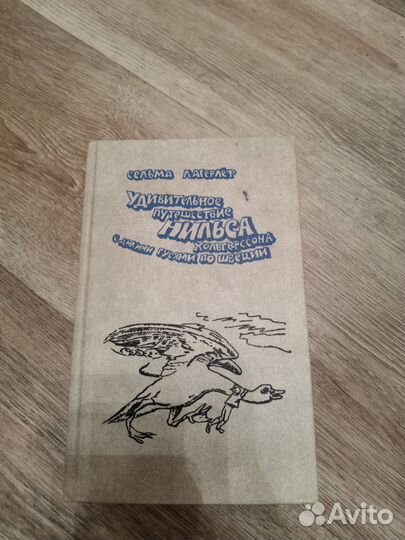 СЕЛЬМА ЛАГЕРЛЁФ
УДИВИТЕЛЬНОЕ
ПУТЕШЕСТВИЕ
НИЛЬСА
ХОЛЬГЕРССОНА
С ДИКИМИ ГУСЯМИ ПО ШВЕЦИИ
Avito